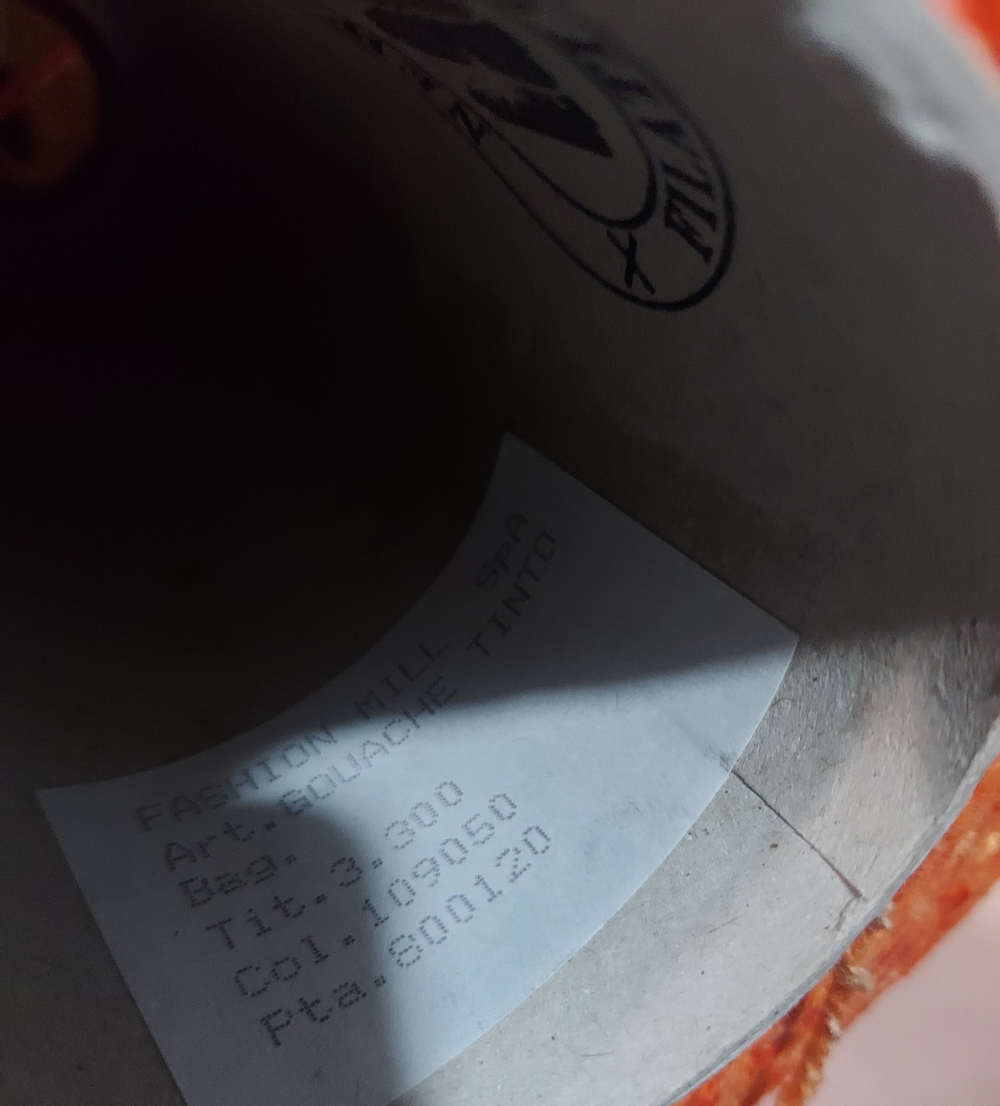 FASHION MILL SPA
Art.GOUACHE TINTO
Bag.
Tit.3.300
Col.109050
Pta.800120